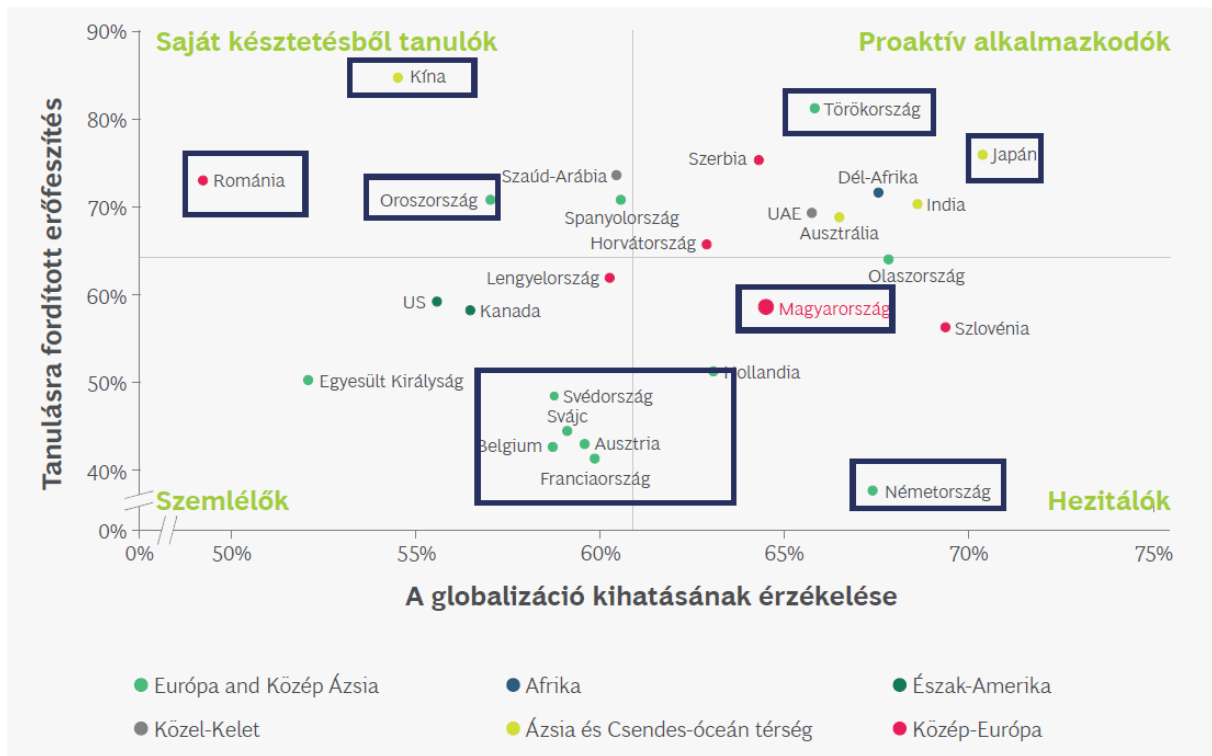 90%
Saját késztetésből tanulók
Proaktív alkalmazkodók
Kína
80%
Törökország
Szerbia
Japán
Románia
Szaúd-Arábia
Dél-Afrika
Oroszország
70%
Spanyolország
UAE
India
Ausztrália
Horvátország
Olaszország
Lengyelország
60%
US
Kanada
Magyarország
Szlovénia
50%
Egyesült Királyság
Hollandia
Svédország
Svájc
Belgium
Ausztria
40%
Franciaország
Németország
Szemlélők
Hezitálók
0%
0%
50%
55%
60%
65%
70%
75%
Tanulásra fordított erőfeszítés
A globalizáció kihatásának érzékelése
Európa and Közép Ázsia
Afrika
Észak-Amerika
Közel-Kelet
Ázsia és Csendes-óceán térség
Közép-Európa